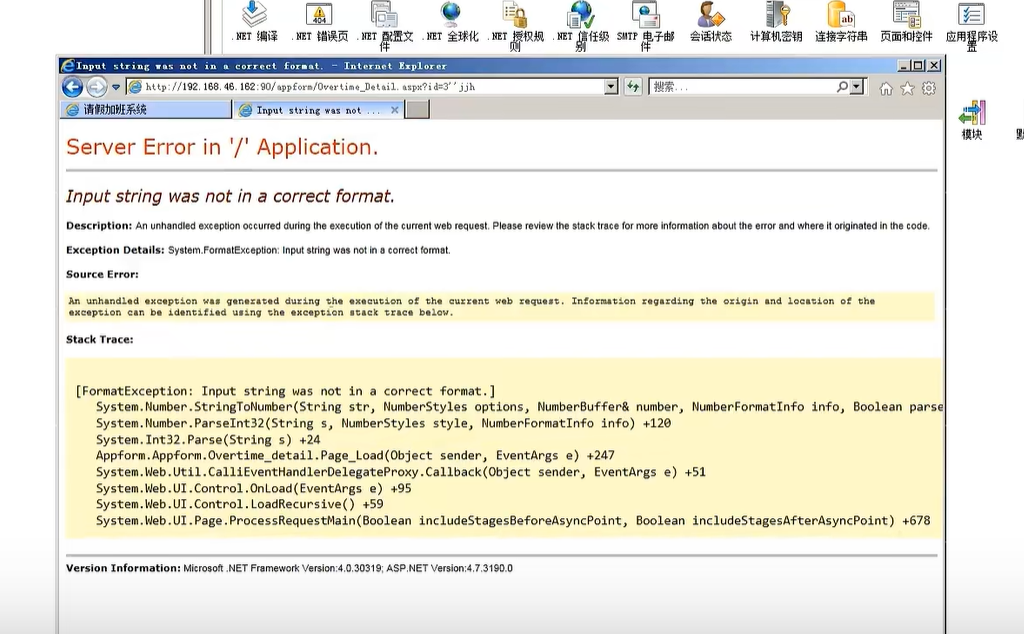 .NET 编译
.NET 错误页
.NET 配置文件
.NET 全球化
.NET 授权规则
.NET 信任级别
SMTP 电子邮件
会话状态
计算机密钥
连接字符串
页面和控件
应用程序设置
Input string was not in a correct format. - Internet Explorer
http://192.168.46.162:90/appform/Overtime_Detail.aspx?id=3''jjh
搜索...
请假加班系统
Input string was not ...
模块
Server Error in '/' Application.
Input string was not in a correct format.
Description: An unhandled exception occurred during the execution of the current web request. Please review the stack trace for more information about the error and where it originated in the code.
Exception Details: System.FormatException: Input string was not in a correct format.
Source Error:
An unhandled exception was generated during the execution of the current web request. Information regarding the origin and location of the
exception can be identified using the exception stack trace below.
Stack Trace:
[FormatException: Input string was not in a correct format.]
System.Number.StringToNumber(String str, NumberStyles options, NumberBuffer& number, NumberFormatInfo info, Boolean parse
System.Number.ParseInt32(String s, NumberStyles style, NumberFormatInfo info) +120
System.Int32.Parse(String s) +24
Appform.Appform.Overtime_detail.Page_Load(Object sender, EventArgs e) +247
System.Web.Util.CalliEventHandlerDelegateProxy.Callback(Object sender, EventArgs e) +51
System.Web.UI.Control.OnLoad(EventArgs e) +95
System.Web.UI.Control.LoadRecursive() +59
System.Web.UI.Page.ProcessRequestMain(Boolean includeStagesBeforeAsyncPoint, Boolean includeStagesAfterAsyncPoint) +678
Version Information: Microsoft .NET Framework Version:4.0.30319; ASP.NET Version:4.7.3190.0